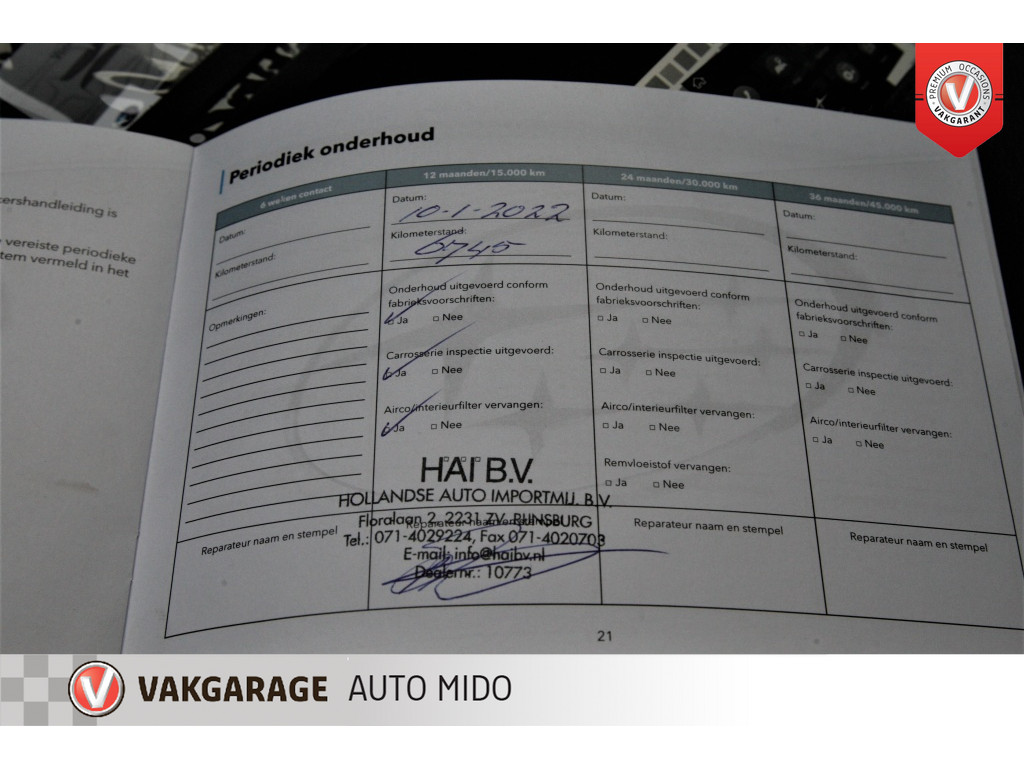 PREMIUM OCCASIONS
VAKGARANT
ershandleiding is
vereiste periodieke
tem vermeld in het
Periodiek onderhoud
6 weken contact
Datum:
Kilometerstand:
Opmerkingen:
Reparateur naam en stempel
12 maanden/15.000 km
Datum:
10-1-2022
Kilometerstand:
6745
Onderhoud uitgevoerd conform
fabrieksvoorschriften:
Ja Nee
Carrosserie inspectie uitgevoerd:
Ja Nee
Airco/interieurfilter vervangen:
Ja Nee
HAI B.V.
HOLLANDSE AUTO IMPORTMIJ. B.V.
Floralaan 2, 2231 ZV RIJNSBURG
Reparateur naam en stempel
Tel.: 071-4029224, Fax 071-4020703
E-mail: info@haibv.nl
Dealernr.: 10773
24 maanden/30.000 km
Datum:
Kilometerstand:
Onderhoud uitgevoerd conform
fabrieksvoorschriften:
Ja Nee
Carrosserie inspectie uitgevoerd:
Ja Nee
Airco/interieurfilter vervangen:
Ja Nee
Remvloeistof vervangen:
Ja Nee
Reparateur naam en stempel
36 maanden/45.000 km
Datum:
Kilometerstand:
Onderhoud uitgevoerd conform
fabrieksvoorschriften:
Ja Nee
Carrosserie inspectie uitgevoerd:
Ja Nee
Airco/interieurfilter vervangen:
Ja Nee
Reparateur naam en stempel
21
VAKGARAGE AUTO MIDO